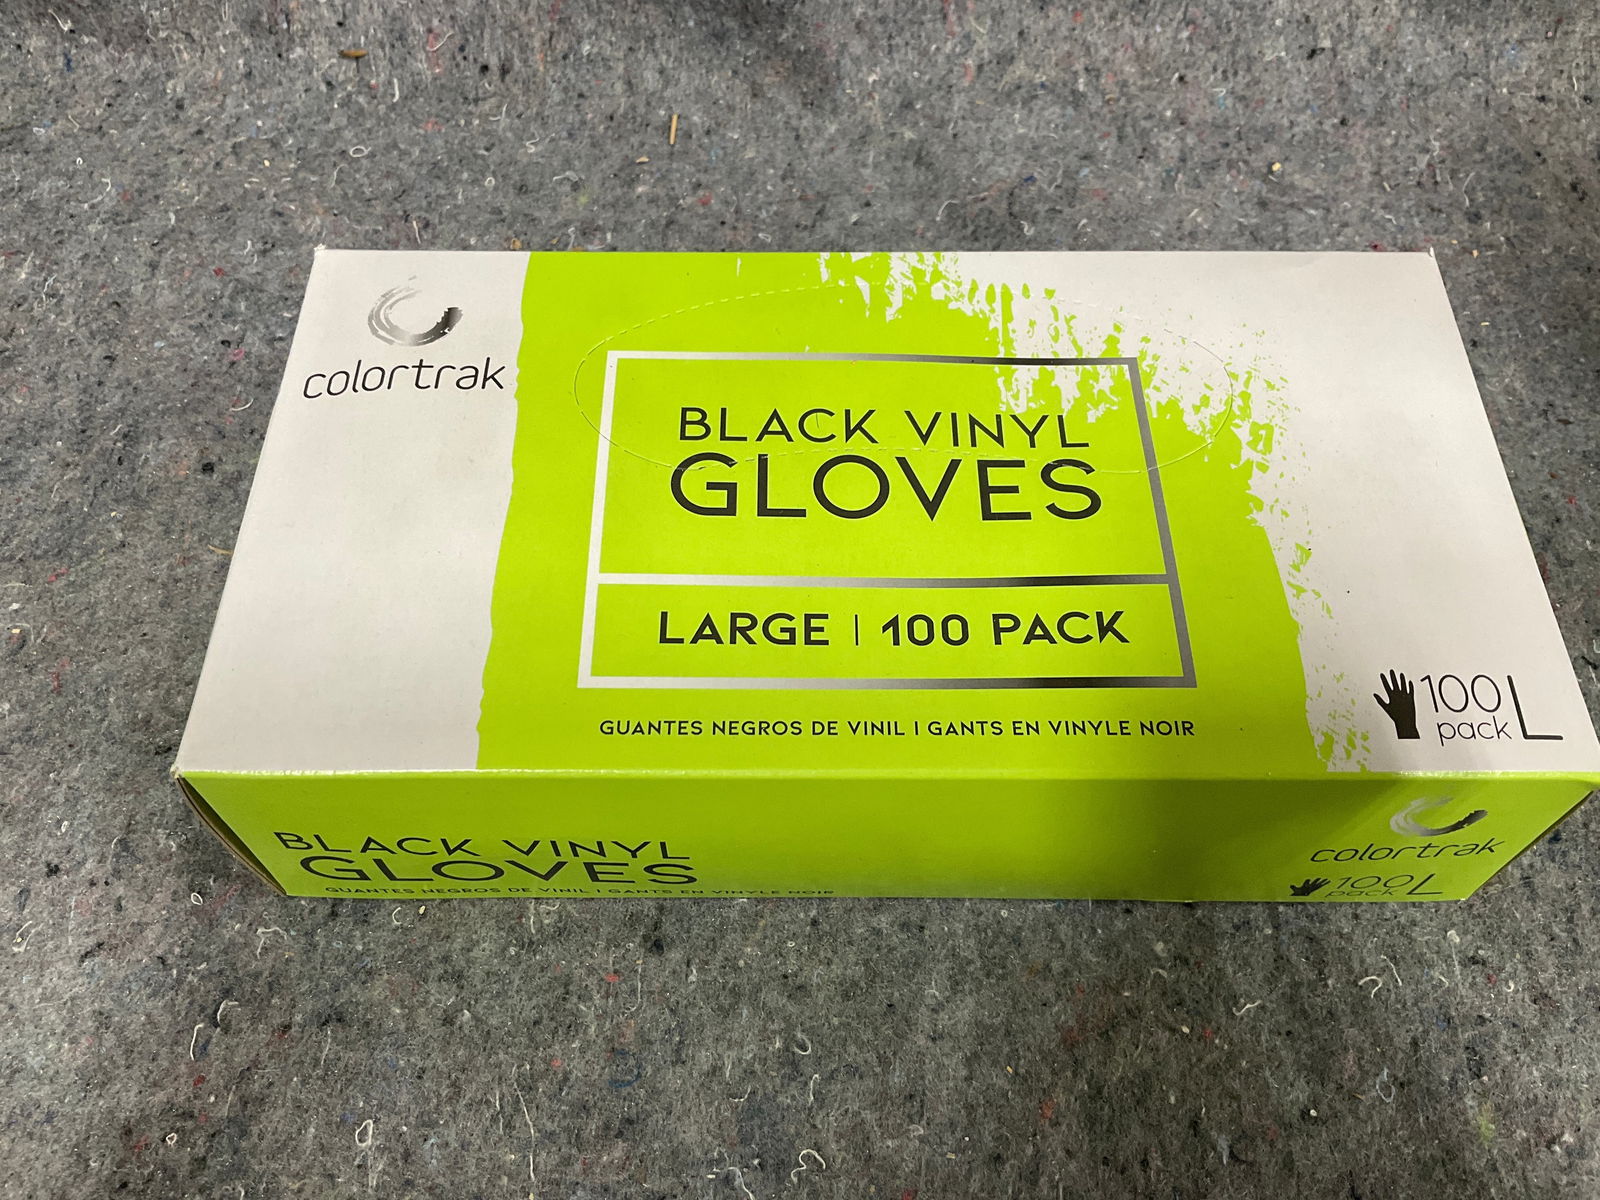 colortrak
BLACK VINYL
GLOVES
LARGE | 100 PACK
GUANTES NEGROS DE VINIL | GANTS EN VINYLE NOIR
100
pack
L
BLACK VINYL
GLOVES
GUANTES NEGROS DE VINIL | GANTS EN VINYLE NOIR
colortrak
100
pack
L